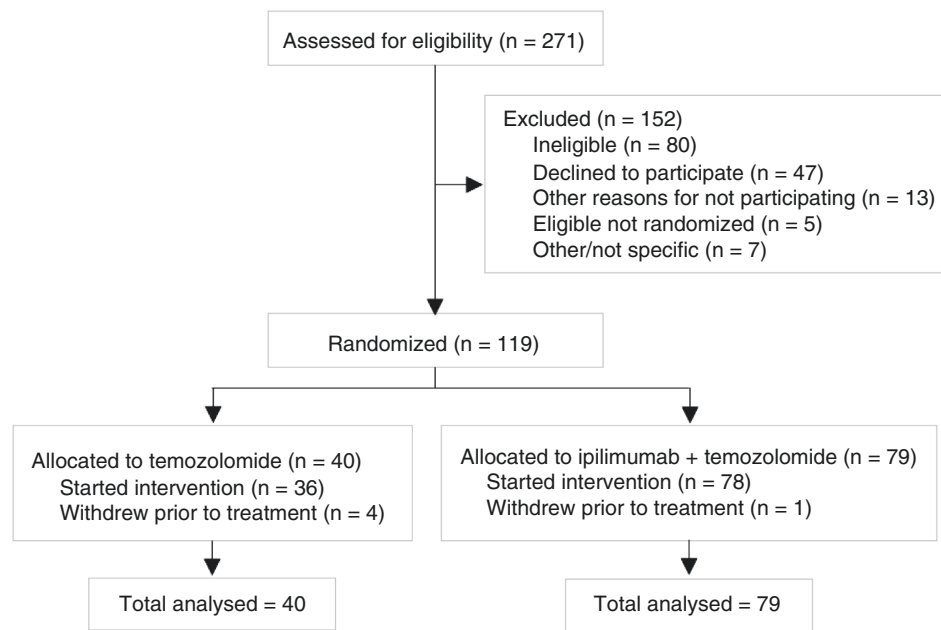 Assessed for eligibility (n = 271)
Excluded (n = 152)
Ineligible (n = 80)
Declined to participate (n = 47)
Other reasons for not participating (n = 13)
Eligible not randomized (n = 5)
Other/not specific (n = 7)
Randomized (n = 119)
Allocated to temozolomide (n = 40)
Started intervention (n = 36)
Withdrew prior to treatment (n = 4)
Allocated to ipilimumab + temozolomide (n = 79)
Started intervention (n = 78)
Withdrew prior to treatment (n = 1)
Total analysed = 40
Total analysed = 79